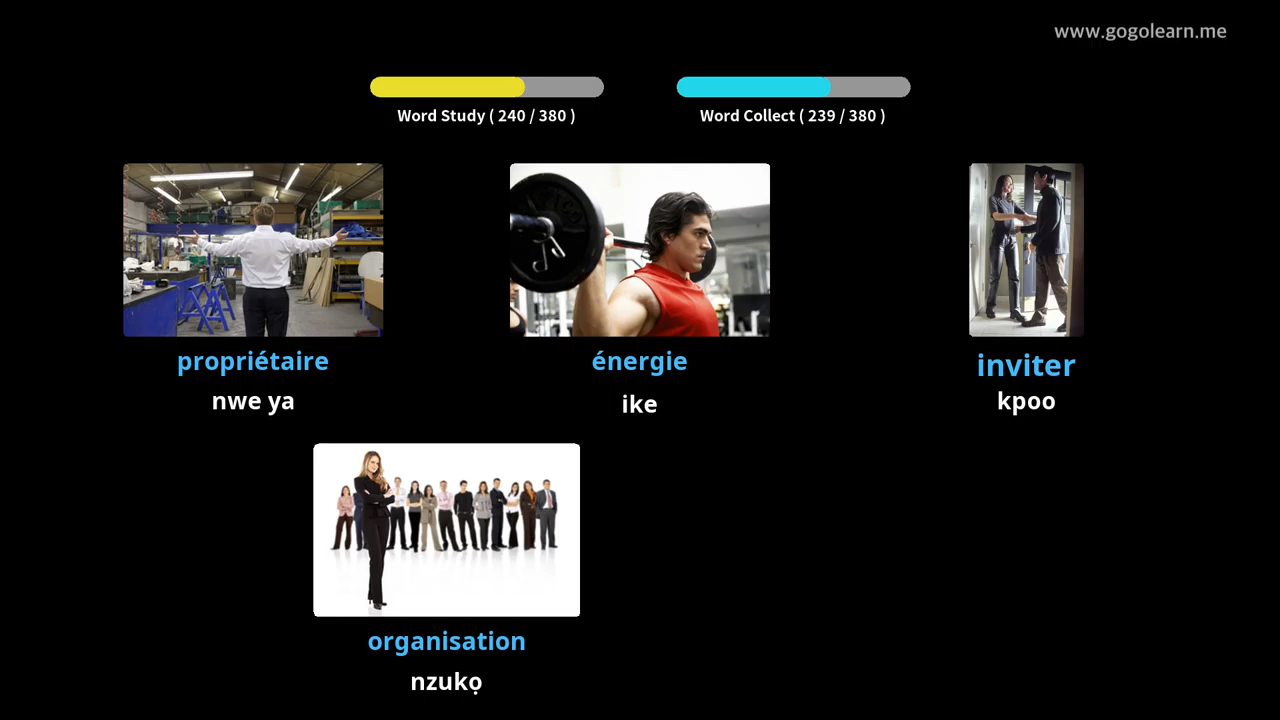 www.gogolearn.me
Word Study ( 240 / 380 )
Word Collect ( 239 / 380 )
propriétaire
nwe ya
énergie
ike
inviter
kpoo
organisation
nzukọ